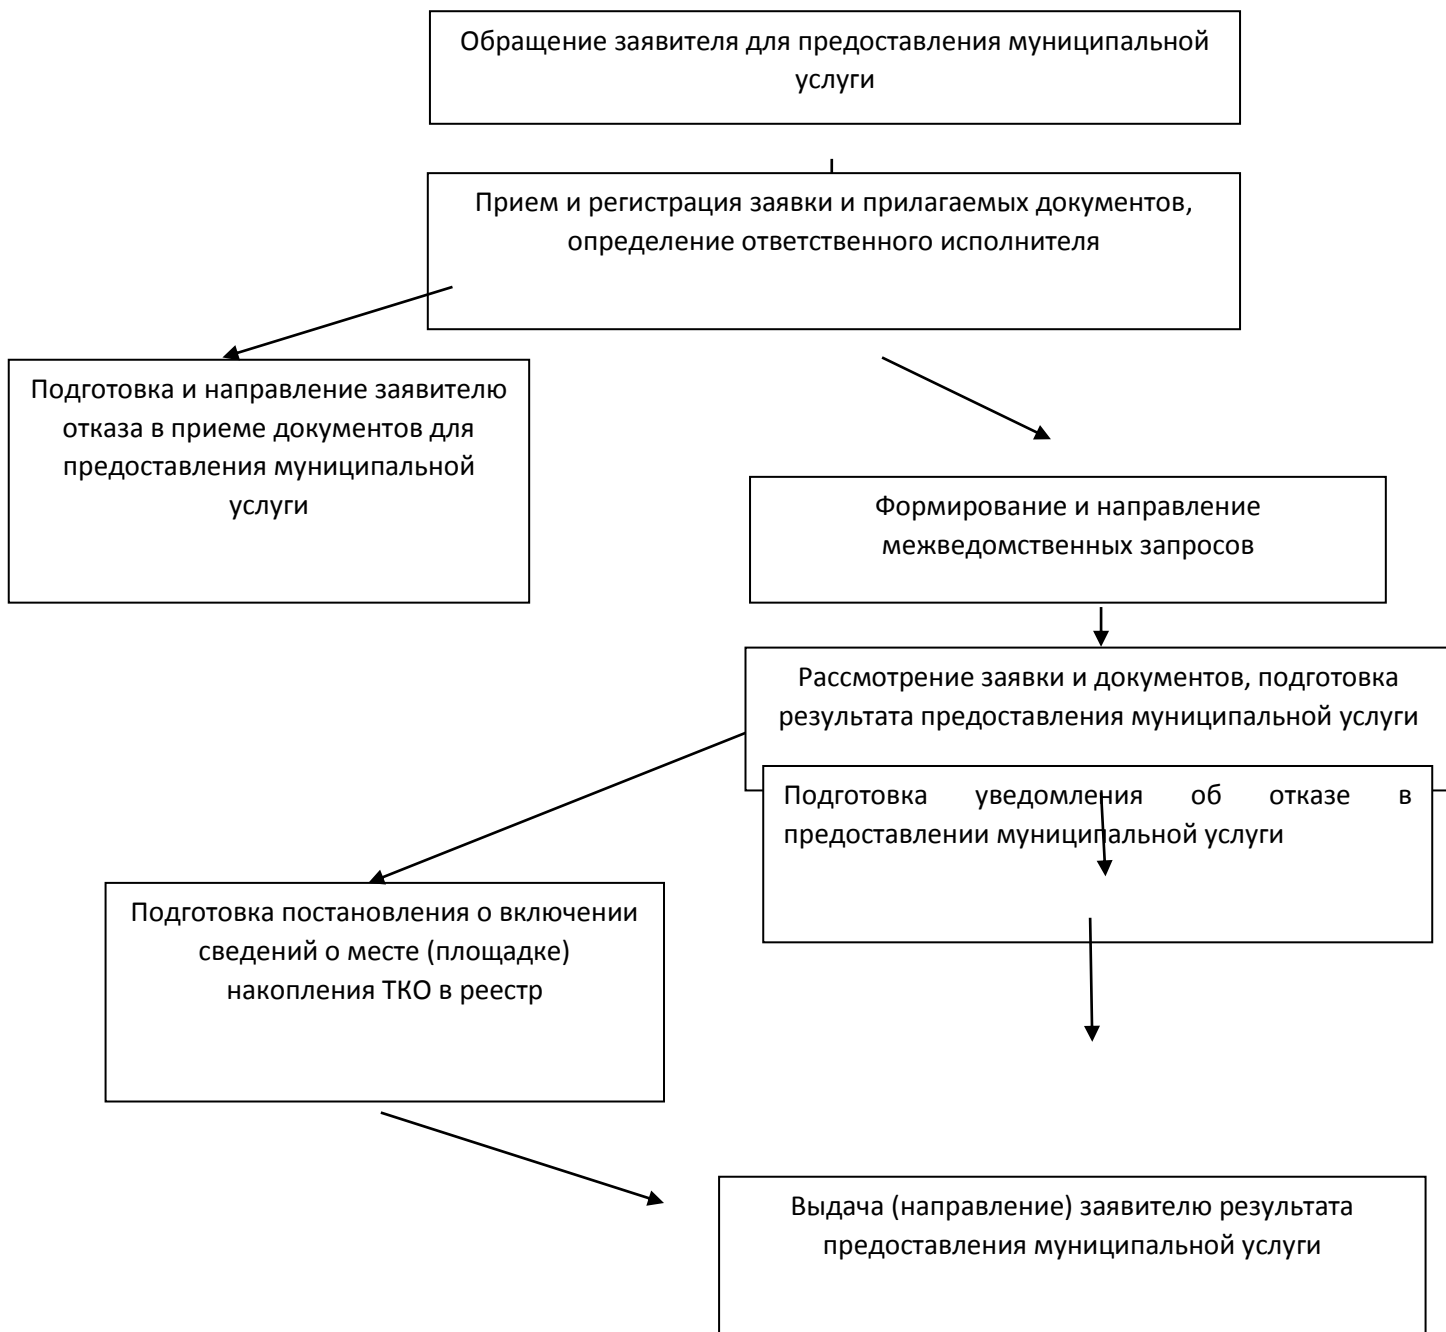 Обращение заявителя для предоставления муниципальной
услуги
Прием и регистрация заявки и прилагаемых документов,
определение ответственного исполнителя
Подготовка и направление заявителю
отказа в приеме документов для
предоставления муниципальной
услуги
Формирование и направление
межведомственных запросов
Рассмотрение заявки и документов, подготовка
результата предоставления муниципальной услуги
Подготовка уведомления об отказе в
предоставлении муниципальной услуги
Подготовка постановления о включении
сведений о месте (площадке)
накопления ТКО в реестр
Выдача (направление) заявителю результата
предоставления муниципальной услуги